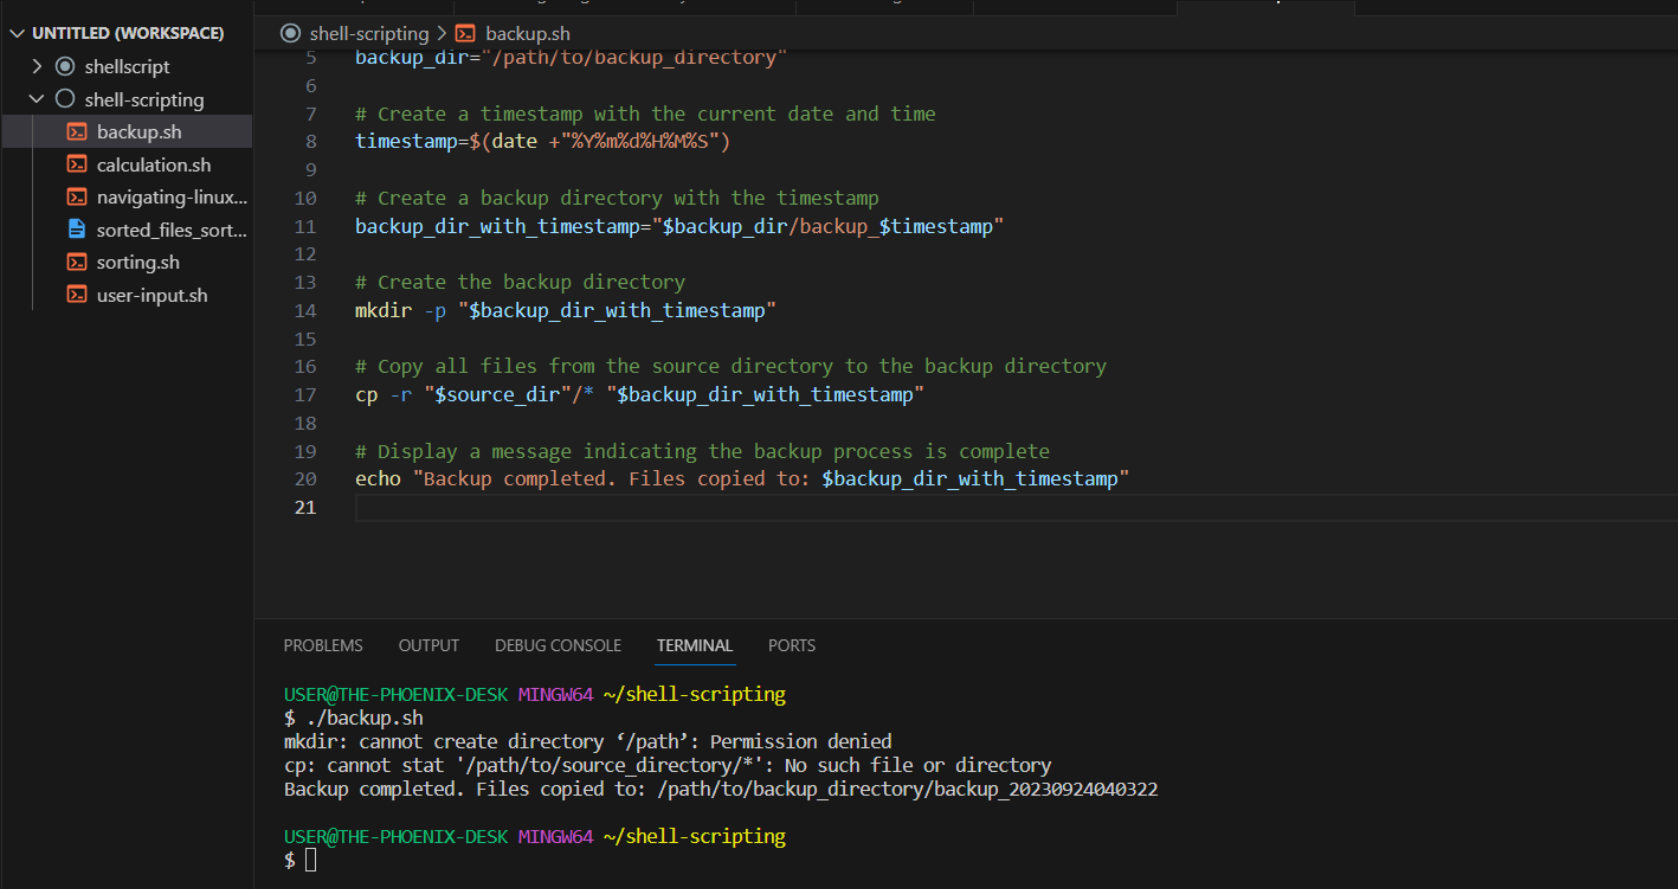 UNTITLED (WORKSPACE)
shellscript
shell-scripting
backup.sh
calculation.sh
navigating-linux...
sorted_files_sort...
sorting.sh
user-input.sh
shell-scripting > backup.sh
5 backup_dir="/path/to/backup_directory"
6
7 # Create a timestamp with the current date and time
8 timestamp=$(date +"%Y%m%d%H%M%S")
9
10 # Create a backup directory with the timestamp
11 backup_dir_with_timestamp="$backup_dir/backup_$timestamp"
12
13 # Create the backup directory
14 mkdir -p "$backup_dir_with_timestamp"
15
16 # Copy all files from the source directory to the backup directory
17 cp -r "$source_dir"/* "$backup_dir_with_timestamp"
18
19 # Display a message indicating the backup process is complete
20 echo "Backup completed. Files copied to: $backup_dir_with_timestamp"
21
PROBLEMS OUTPUT DEBUG CONSOLE TERMINAL PORTS
USER@THE-PHOENIX-DESK MINGW64 ~/shell-scripting
$ ./backup.sh
mkdir: cannot create directory ‘/path’: Permission denied
cp: cannot stat '/path/to/source_directory/*': No such file or directory
Backup completed. Files copied to: /path/to/backup_directory/backup_20230924040322
USER@THE-PHOENIX-DESK MINGW64 ~/shell-scripting
$